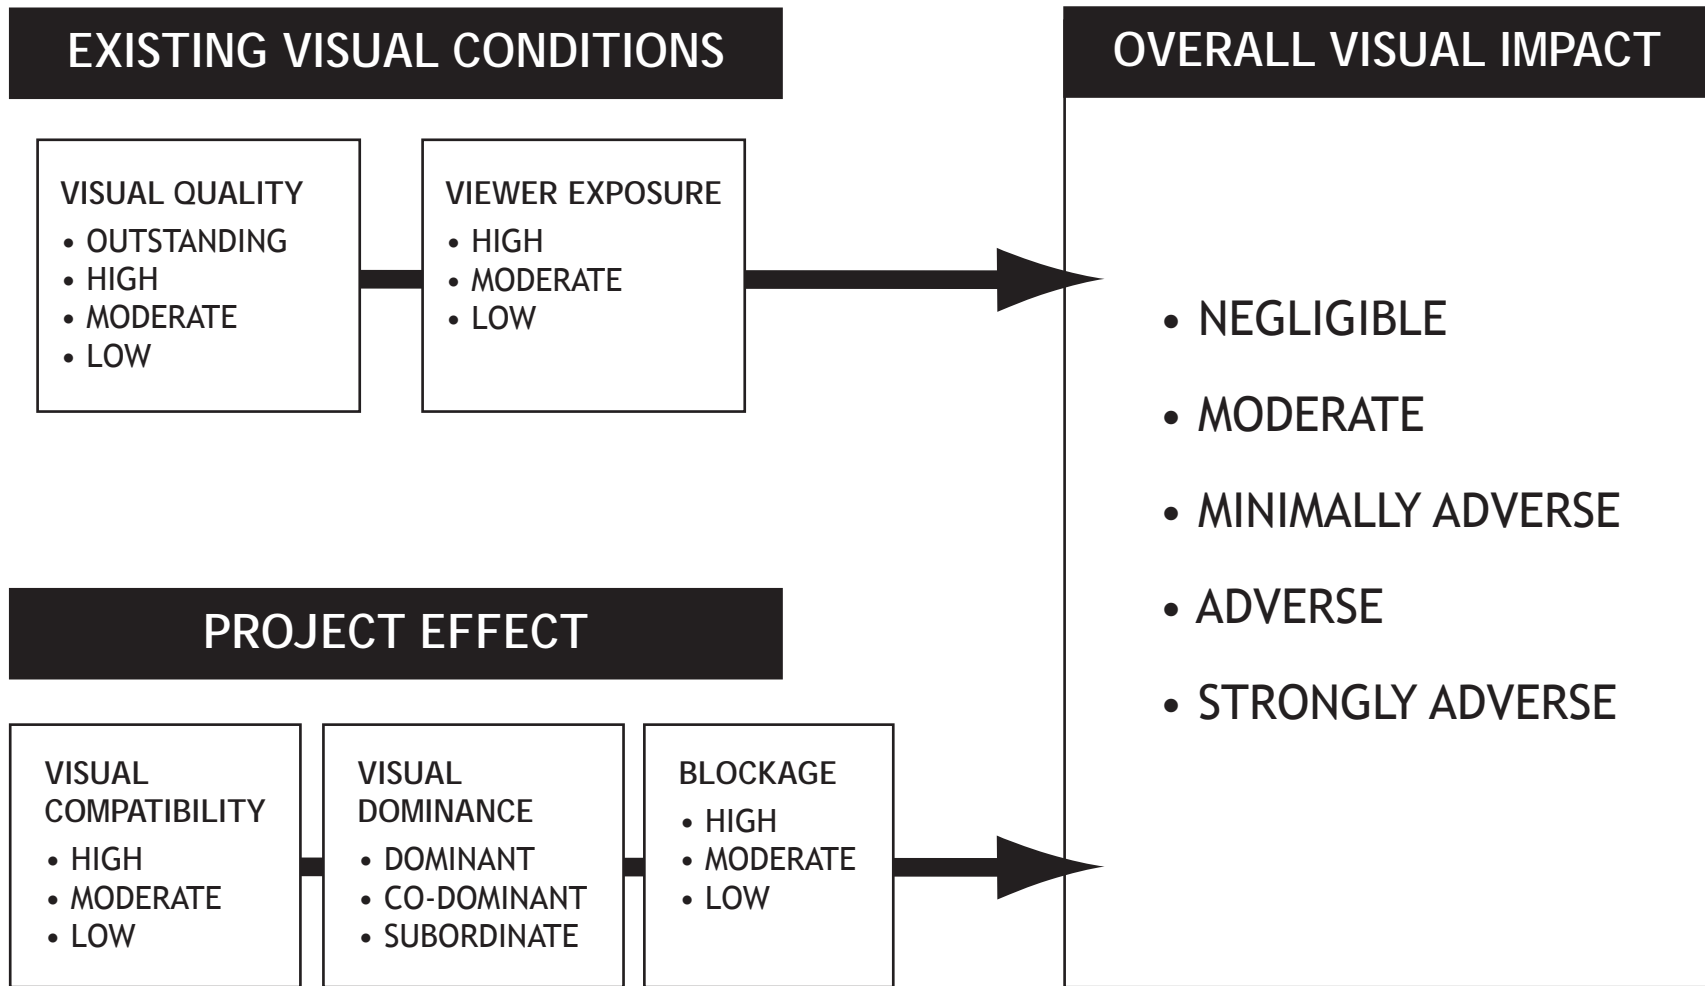 EXISTING VISUAL CONDITIONS
VISUAL QUALITY
• OUTSTANDING
• HIGH
• MODERATE
• LOW
VIEWER EXPOSURE
• HIGH
• MODERATE
• LOW
PROJECT EFFECT
VISUAL
COMPATIBILITY
• HIGH
• MODERATE
• LOW
VISUAL
DOMINANCE
• DOMINANT
• CO-DOMINANT
• SUBORDINATE
BLOCKAGE
• HIGH
• MODERATE
• LOW
OVERALL VISUAL IMPACT
• NEGLIGIBLE
• MODERATE
• MINIMALLY ADVERSE
• ADVERSE
• STRONGLY ADVERSE